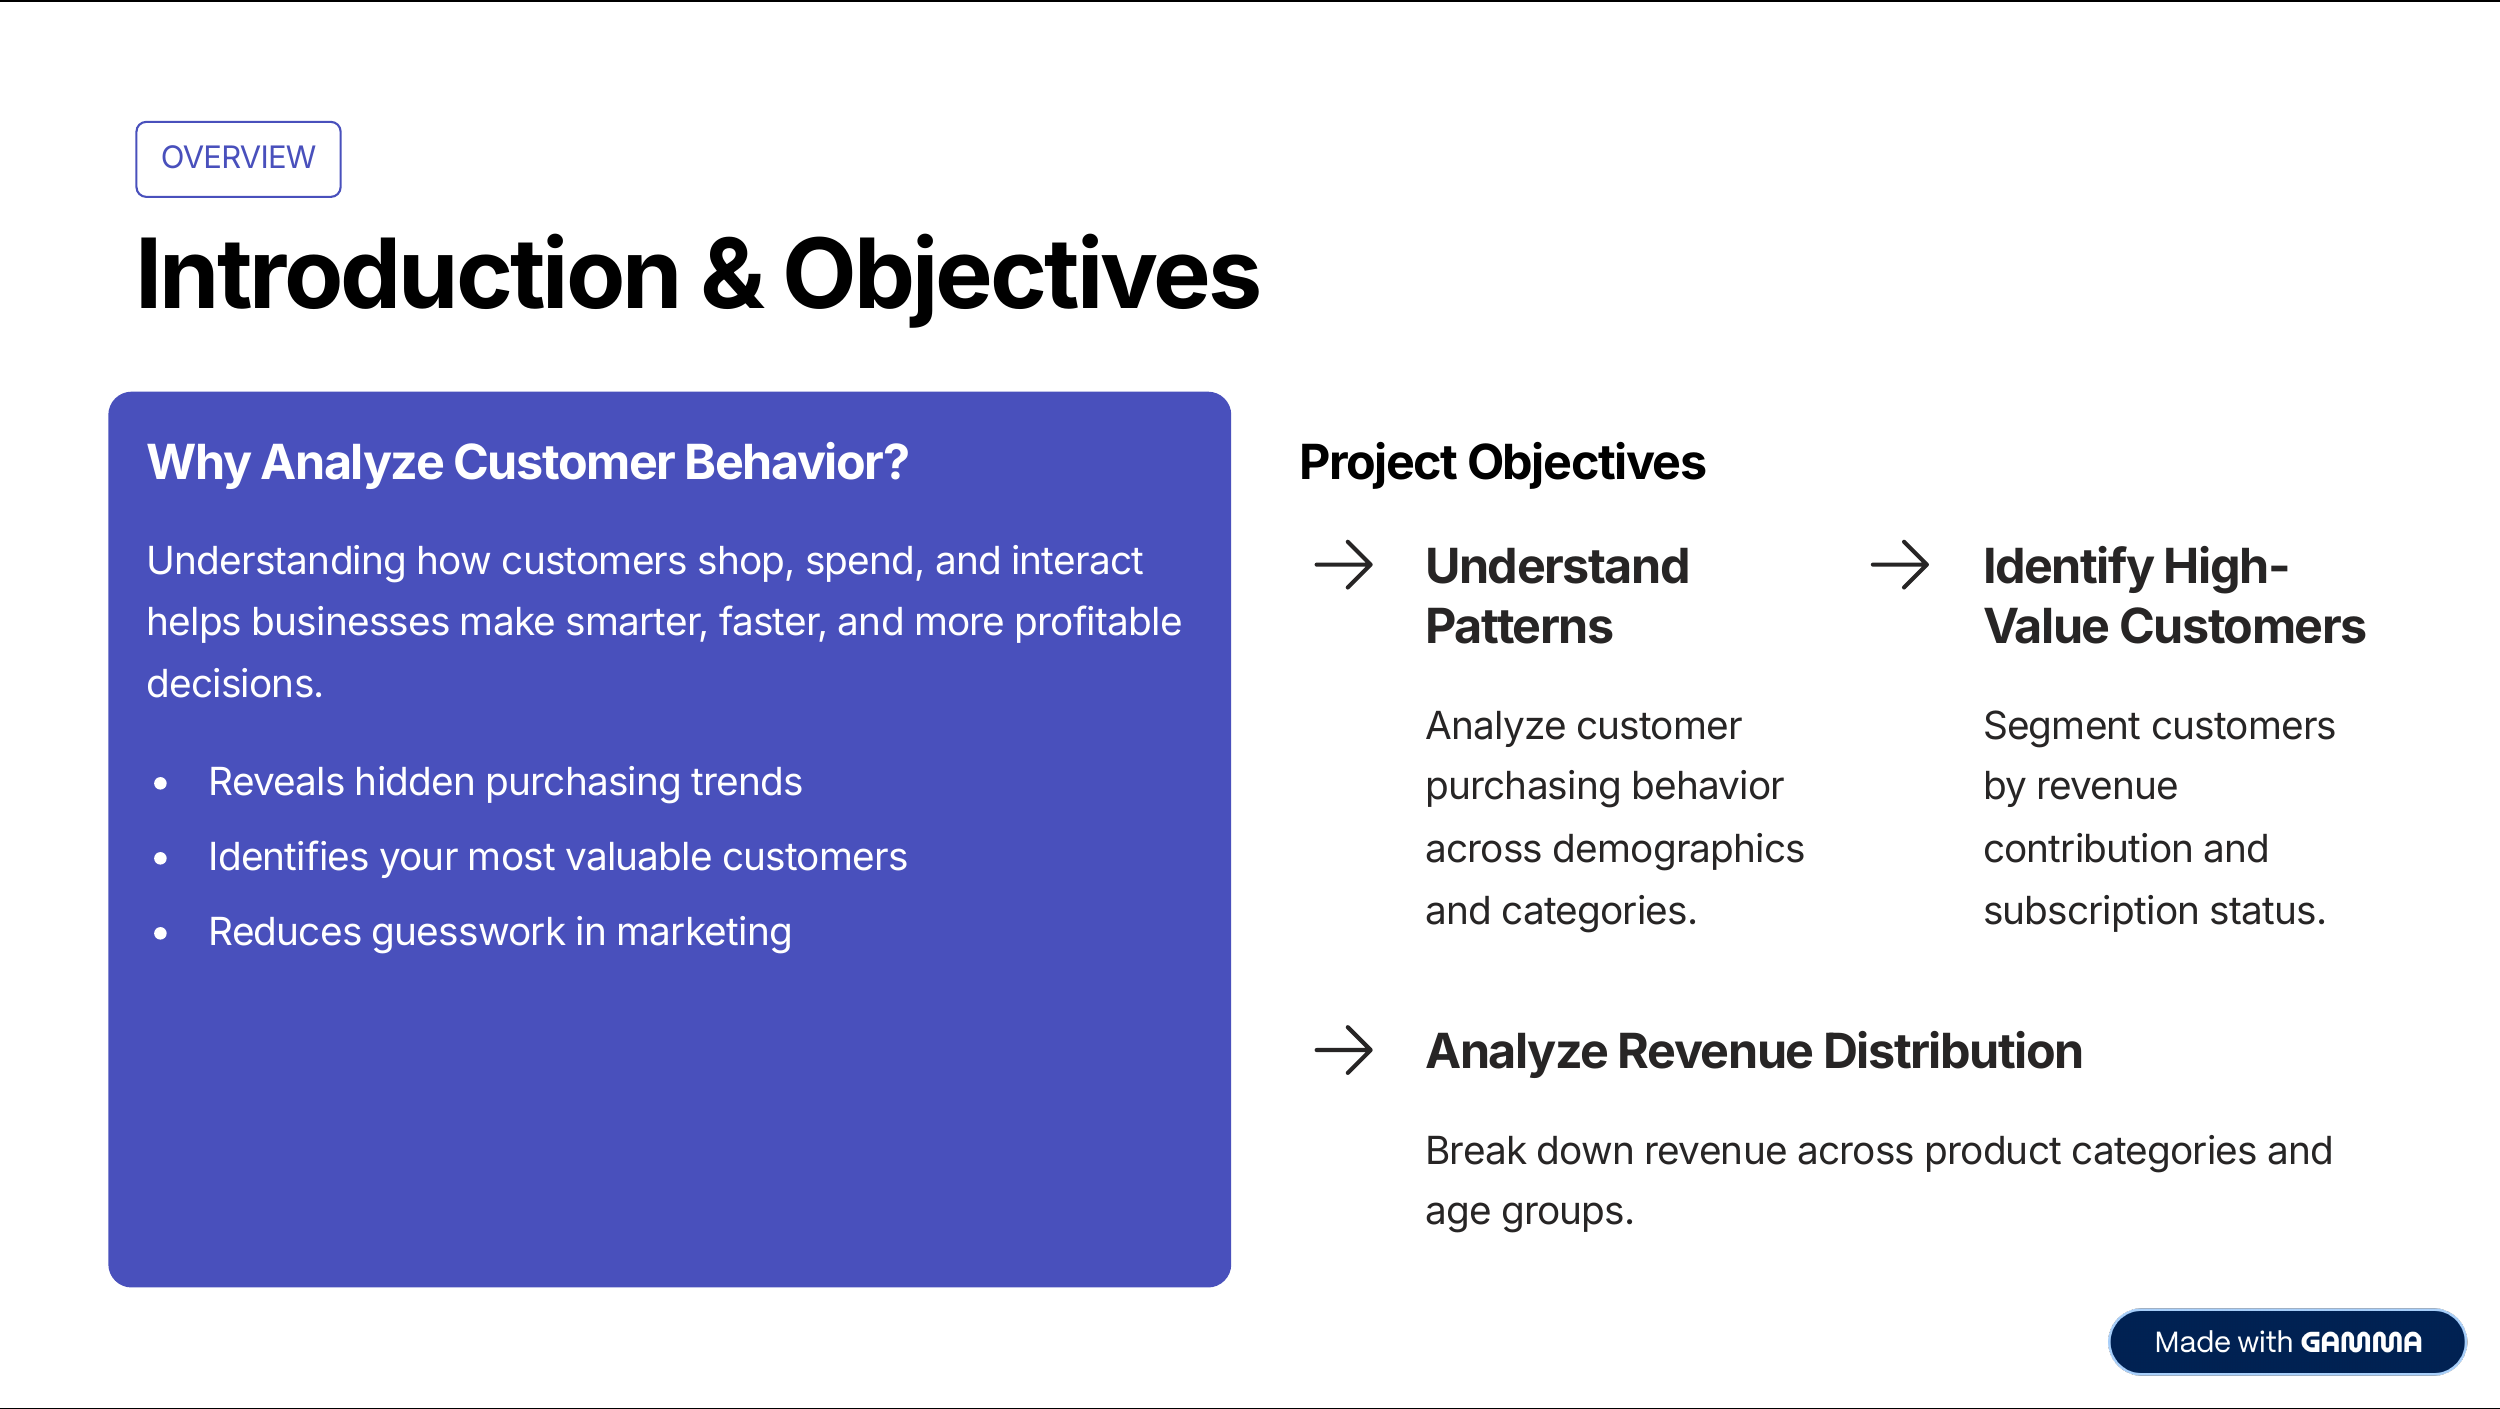 OVERVIEW
Introduction & Objectives
Why Analyze Customer Behavior?
Understanding how customers shop, spend, and interact
helps businesses make smarter, faster, and more profitable
decisions.
• Reveals hidden purchasing trends
• Identifies your most valuable customers
• Reduces guesswork in marketing
Project Objectives
Understand
Patterns
Analyze customer
purchasing behavior
across demographics
and categories.
Identify High-
Value Customers
Segment customers
by revenue
contribution and
subscription status.
Analyze Revenue Distribution
Break down revenue across product categories and
age groups.
Made with GAMMA